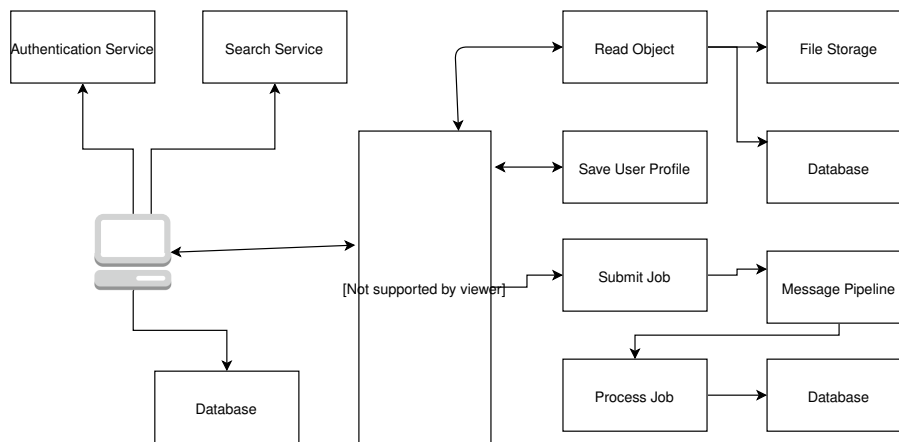 Authentication Service
Search Service
Read Object
File Storage
Save User Profile
Database
[Not supported by viewer]
Submit Job
Message Pipeline
Database
Process Job
Database